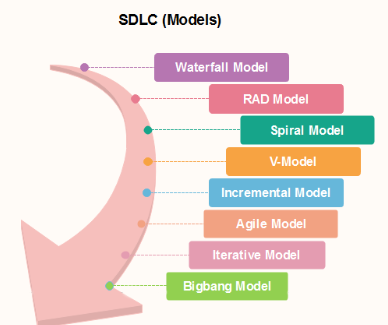 SDLC (Models)
Waterfall Model
RAD Model
Spiral Model
V-Model
Incremental Model
Agile Model
Iterative Model
Bigbang Model